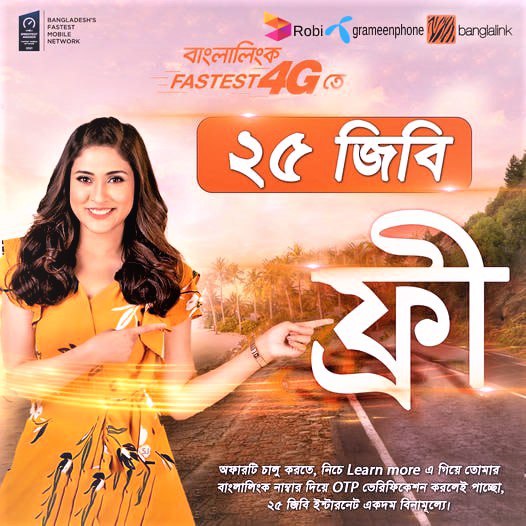 BANGLADESH'S
FASTEST
MOBILE
NETWORK
Robi grameenphone banglalink
বাংলালিংক
FASTEST 4G তে
২৫ জিবি
ফ্রী
অফারটি চালু করতে, নিচে Learn more এ গিয়ে তোমার
বাংলালিংক নাম্বার দিয়ে OTP ভেরিফিকেশন করলেই পাচ্ছো,
২৫ জিবি ইন্টারনেট একদম বিনামূল্যে।